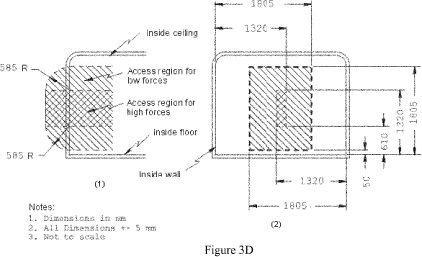 1805
1320
Inside ceiling
585 R
Access region for
low forces
Access region for
high forces
inside floor
585 R
Inside wall
(1)
1320
1805
610
1320
1805
50
(2)
Notes:
1. Dimensions in mm
2. All Dimensions +- 5 mm
3. Not to scale
Figure 3D